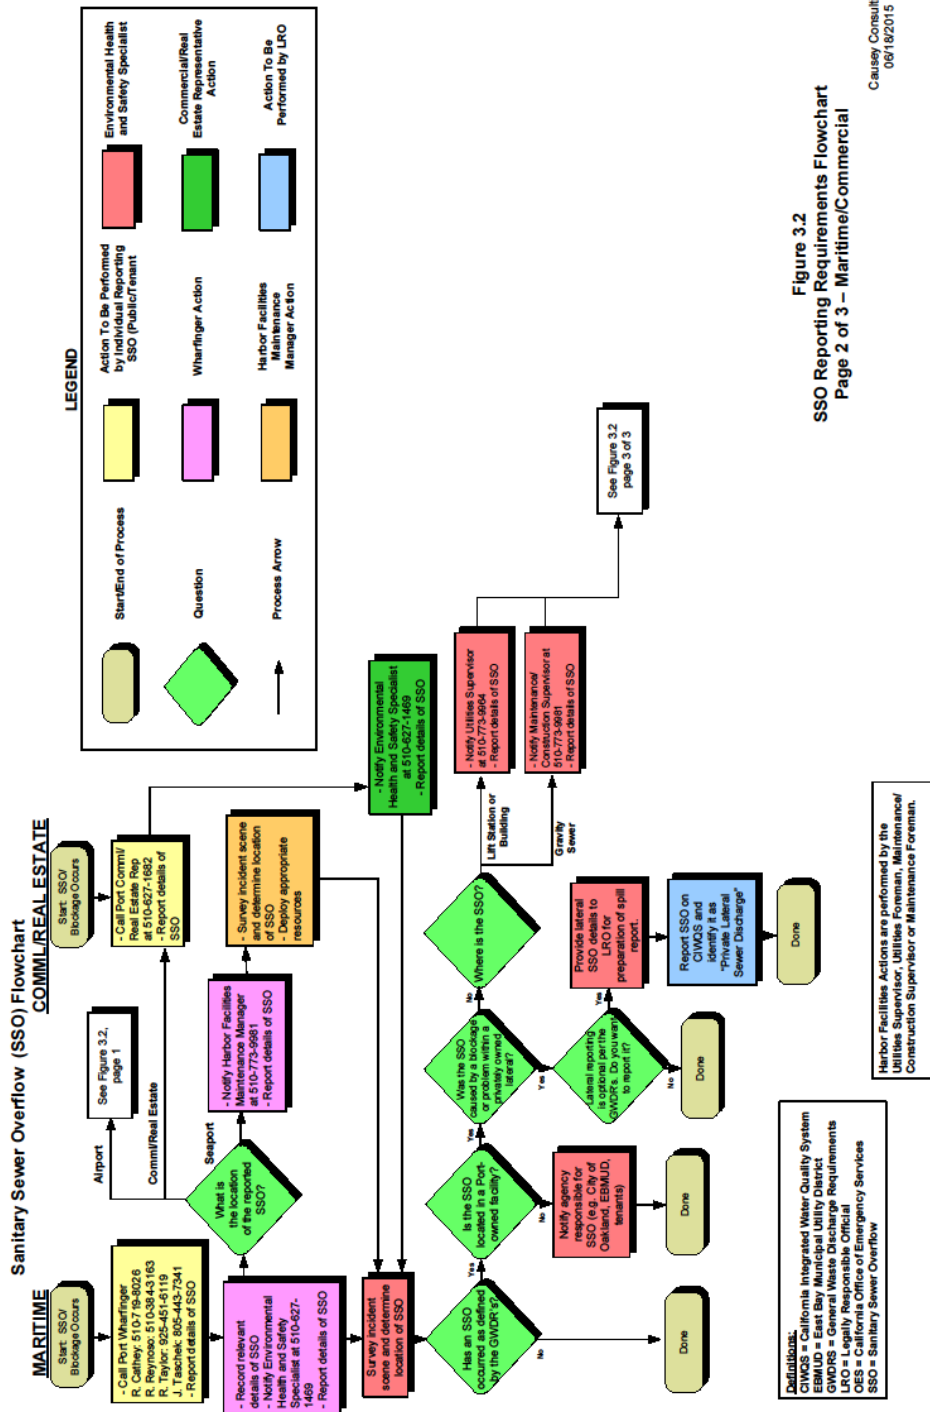 Sanitary Sewer Overflow (SSO) Flowchart
MARITIME
COMML/REAL ESTATE
Start: SSO/
Blockage Occurs
- Call Port Wharfinger
R. Cathey: 510-719-8026
R. Reynoso: 510-384-3163
R. Taylor: 925-451-6119
J. Taschek: 805-443-7341
- Report details of SSO
- Record relevant
details of SSO
- Notify Environmental
Health and Safety
Specialist at 510-627-
1469
- Report details of SSO
What is
the location
of the reported
SSO?
Airport
Comml/Real Estate
Seaport
See Figure 3.2,
page 1
Start: SSO/
Blockage Occurs
- Call Port Comml/
Real Estate Rep
at 510-627-1682
- Report details of
SSO
- Notify Harbor Facilities
Maintenance Manager
at 510-773-9981
- Report details of SSO
- Survey incident scene
and determine location
of SSO
- Deploy appropriate
resources
- Notify Environmental
Health and Safety Specialist
at 510-627-1469
- Report details of SSO
Survey incident
scene and determine
location of SSO
Has an SSO
occurred as defined
by the GWDR's?
Yes
No
Done
Is the SSO
located in a Port-
owned facility?
Yes
No
Notify agency
responsible for
SSO (e.g. City of
Oakland, EBMUD,
tenants)
Done
Was the SSO
caused by a blockage
or problem within a
privately owned
lateral?
No
Yes
Lateral reporting
is optional per the
GWDR's. Do you want
to report it?
Yes
No
Done
Provide lateral
SSO details to
LRO for
preparation of spill
report.
Report SSO on
CIWQS and
identify it as
"Private Lateral
Sewer Discharge"
Done
Where is the SSO?
Lift Station or
Building
Gravity
Sewer
- Notify Utilities Supervisor
at 510-773-9964
- Report details of SSO
- Notify Maintenance/
Construction Supervisor at
510-773-9981
- Report details of SSO
See Figure 3.2
page 3 of 3
LEGEND
Start/End of Process
Question
Process Arrow
Action To Be Performed
by Individual Reporting
SSO (Public/Tenant
Wharfinger Action
Harbor Facilities
Maintenance
Manager Action
Environmental Health
and Safety Specialist
Commercial/Real
Estate Representative
Action
Action To Be
Performed by LRO
Definitions:
CIWQS = California Integrated Water Quality System
EBMUD = East Bay Municipal Utility District
GWDRS = General Waste Discharge Requirements
LRO = Legally Responsible Official
OES = California Office of Emergency Services
SSO = Sanitary Sewer Overflow
Harbor Facilities Actions are performed by the
Utilities Supervisor, Utilities Foreman, Maintenance/
Construction Supervisor or Maintenance Foreman.
Figure 3.2
SSO Reporting Requirements Flowchart
Page 2 of 3 – Maritime/Commercial
Causey Consult
06/18/2015